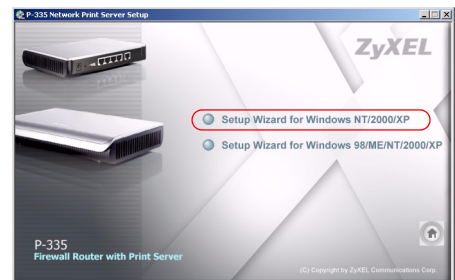 P-335 Network Print Server Setup
ZyXEL
Setup Wizard for Windows NT/2000/XP
Setup Wizard for Windows 98/ME/NT/2000/XP
P-335
Firewall Router with Print Server
(C) Copyright by ZyXEL Communications Corp.